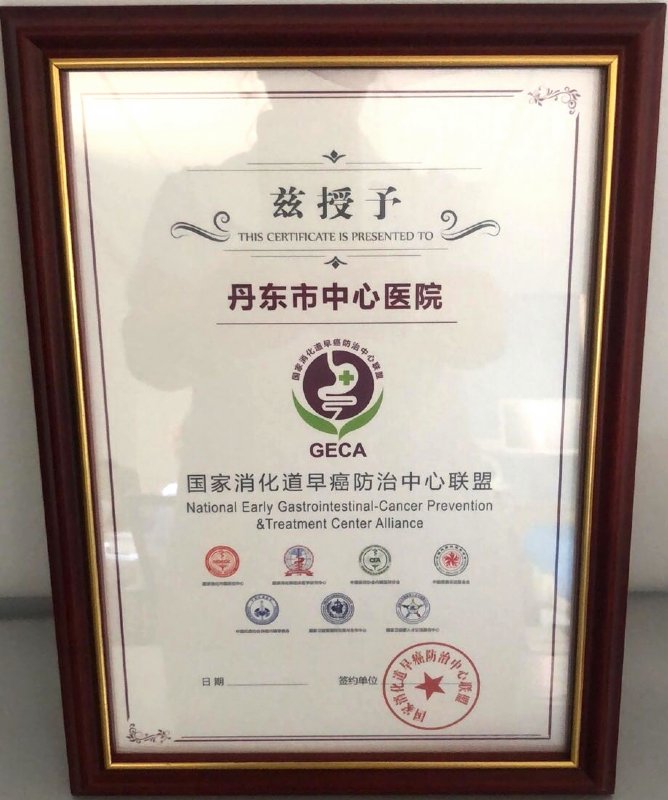 兹授予
THIS CERTIFICATE IS PRESENTED TO
丹东市中心医院
国家消化道早癌防治中心联盟
GECA
国家消化道早癌防治中心联盟
National Early Gastrointestinal-Cancer Prevention
&Treatment Center Alliance
CEA
日期
签约单位
国家消化道早癌防治中心联盟